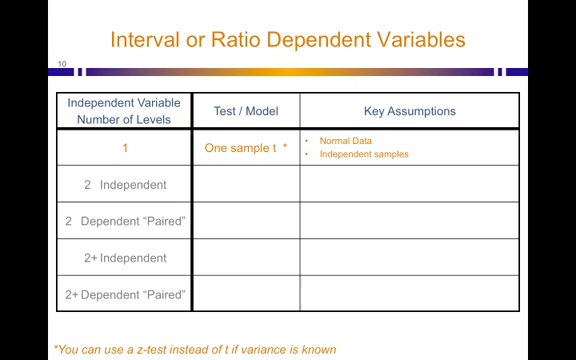 Interval or Ratio Dependent Variables
10
Independent Variable
Number of Levels
Test / Model
Key Assumptions
1
One sample t *
• Normal Data
• Independent samples
2 Independent
2 Dependent “Paired”
2+ Independent
2+ Dependent “Paired”
*You can use a z-test instead of t if variance is known